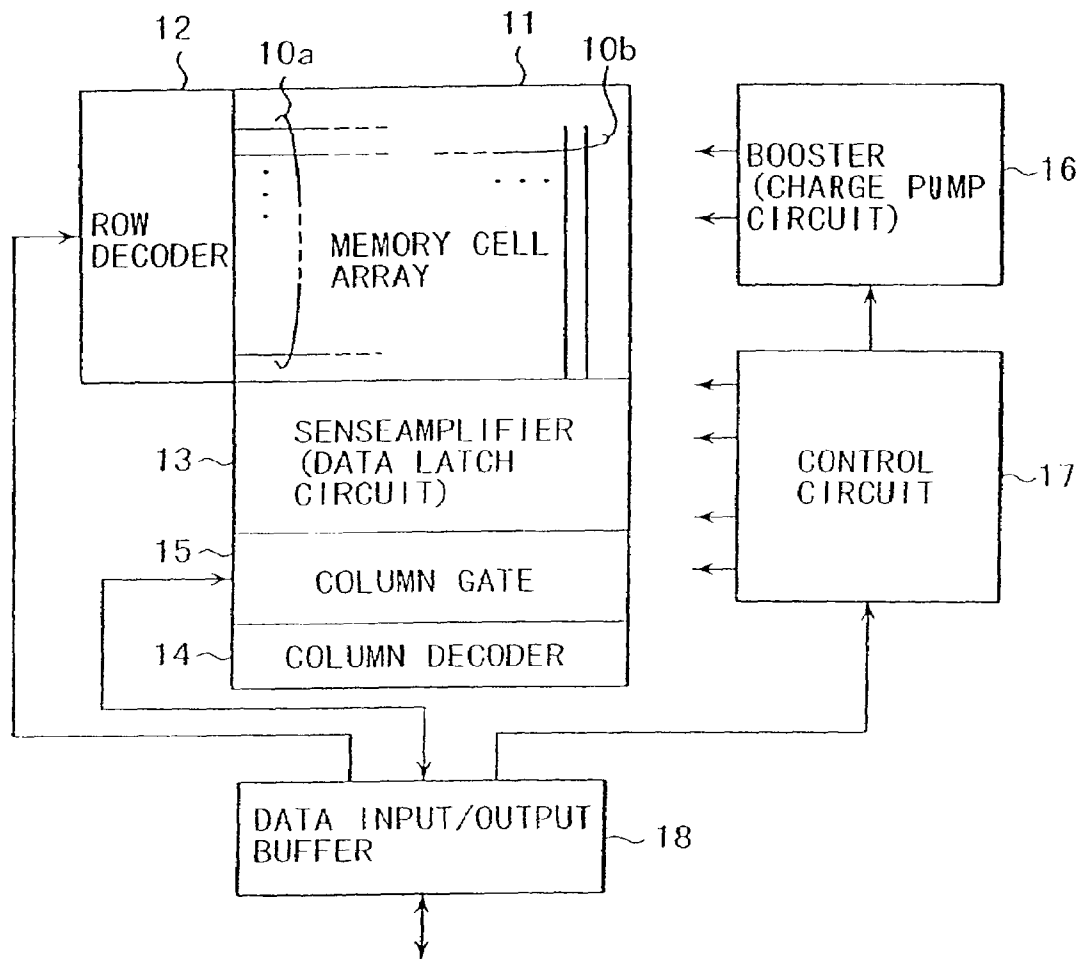 12
10a
11
10b
ROW
DECODER
MEMORY CELL
ARRAY
BOOSTER
(CHARGE PUMP
CIRCUIT)
16
SENSEAMPLIFIER
(DATA LATCH
CIRCUIT)
13
CONTROL
CIRCUIT
17
15
COLUMN GATE
14
COLUMN DECODER
DATA INPUT/OUTPUT
BUFFER
18